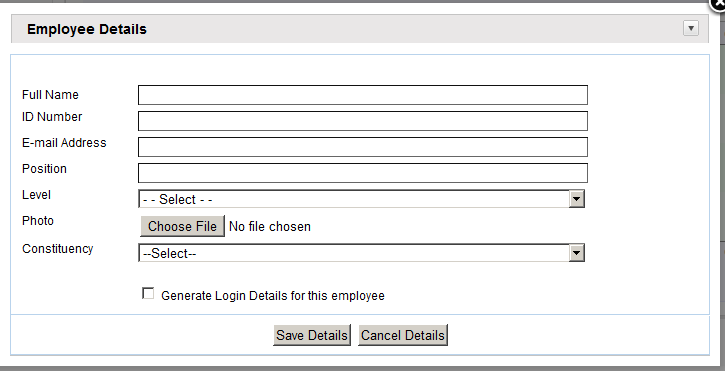 Employee Details
Full Name
ID Number
E-mail Address
Position
Level - - Select - -
Photo Choose File No file chosen
Constituency --Select--
Generate Login Details for this employee
Save Details Cancel Details